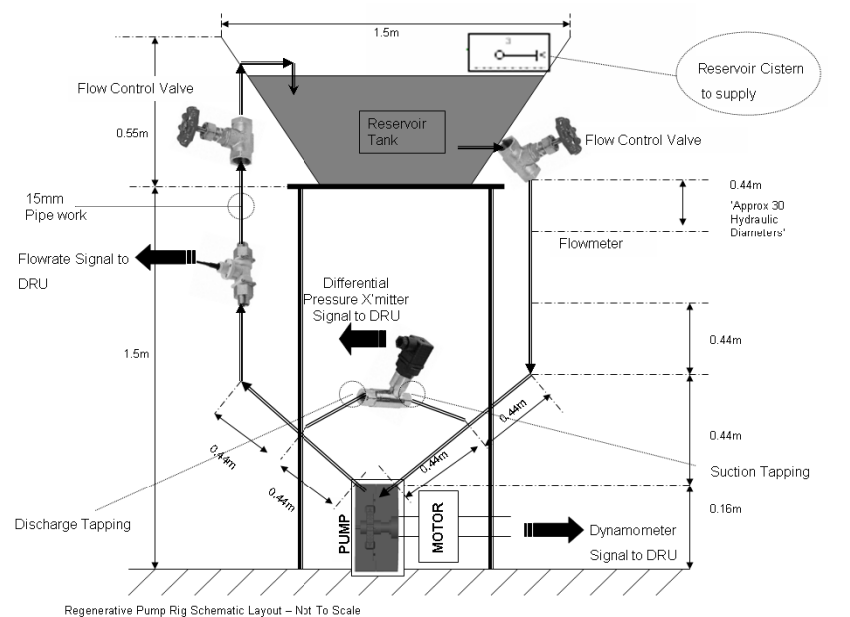 1.5m
3
Reservoir Cistern
to supply
Flow Control Valve
0.55m
Reservoir
Tank
Flow Control Valve
15mm
Pipe work
0.44m
'Approx 30
Hydraulic
Diameters'
Flowmeter
Flowrate Signal to
DRU
Differential
Pressure X'mitter
Signal to DRU
1.5m
0.44m
0.44m
0.44m
0.44m
0.44m
0.44m
Suction Tapping
0.16m
Discharge Tapping
PUMP
MOTOR
Dynamometer
Signal to DRU
Regenerative Pump Rig Schematic Layout – Not To Scale